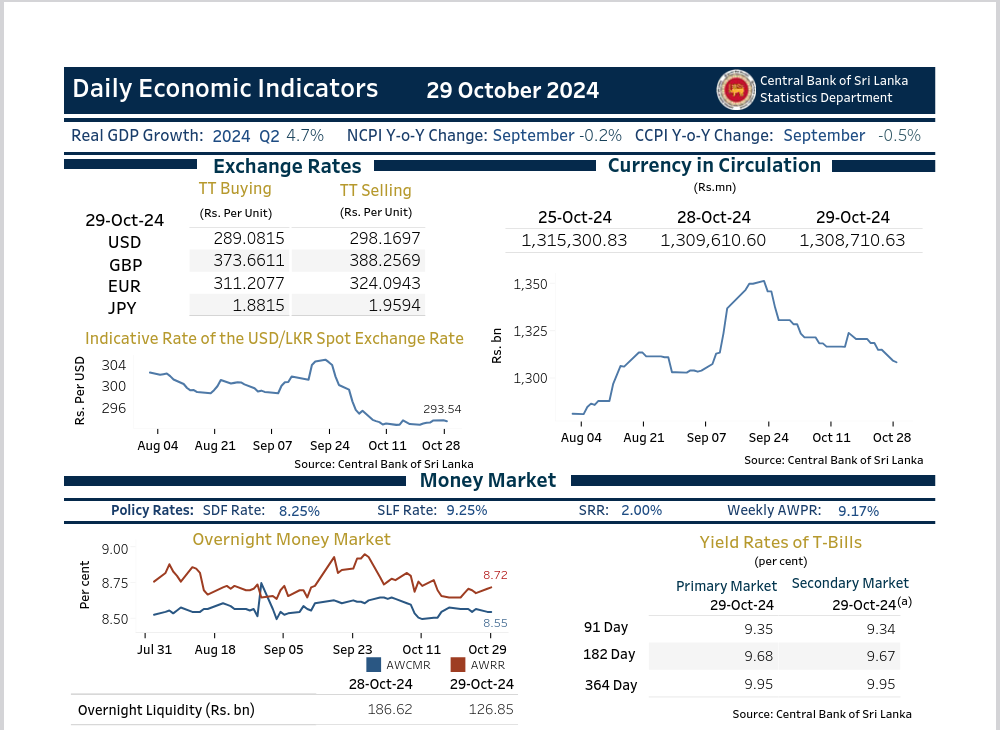 Daily Economic Indicators 29 October 2024
Central Bank of Sri Lanka
Statistics Department
Real GDP Growth: 2024 Q2 4.7% NCPI Y-o-Y Change: September -0.2% CCPI Y-o-Y Change: September -0.5%
Exchange Rates
TT Buying TT Selling
(Rs. Per Unit) (Rs. Per Unit)
29-Oct-24
USD 289.0815 298.1697
GBP 373.6611 388.2569
EUR 311.2077 324.0943
JPY 1.8815 1.9594
Indicative Rate of the USD/LKR Spot Exchange Rate
Rs. Per USD
304
300
296
293.54
Aug 04 Aug 21 Sep 07 Sep 24 Oct 11 Oct 28
Source: Central Bank of Sri Lanka
Currency in Circulation
(Rs.mn)
25-Oct-24 28-Oct-24 29-Oct-24
1,315,300.83 1,309,610.60 1,308,710.63
Rs. bn
1,350
1,325
1,300
Aug 04 Aug 21 Sep 07 Sep 24 Oct 11 Oct 28
Source: Central Bank of Sri Lanka
Money Market
Policy Rates: SDF Rate: 8.25% SLF Rate: 9.25% SRR: 2.00% Weekly AWPR: 9.17%
Overnight Money Market
Per cent
9.00
8.75
8.50
8.72
8.55
Jul 31 Aug 18 Sep 05 Sep 23 Oct 11 Oct 29
AWCMR AWRR
28-Oct-24 29-Oct-24
Overnight Liquidity (Rs. bn) 186.62 126.85
Yield Rates of T-Bills
(per cent)
Primary Market Secondary Market
29-Oct-24 29-Oct-24(a)
91 Day 9.35 9.34
182 Day 9.68 9.67
364 Day 9.95 9.95
Source: Central Bank of Sri Lanka